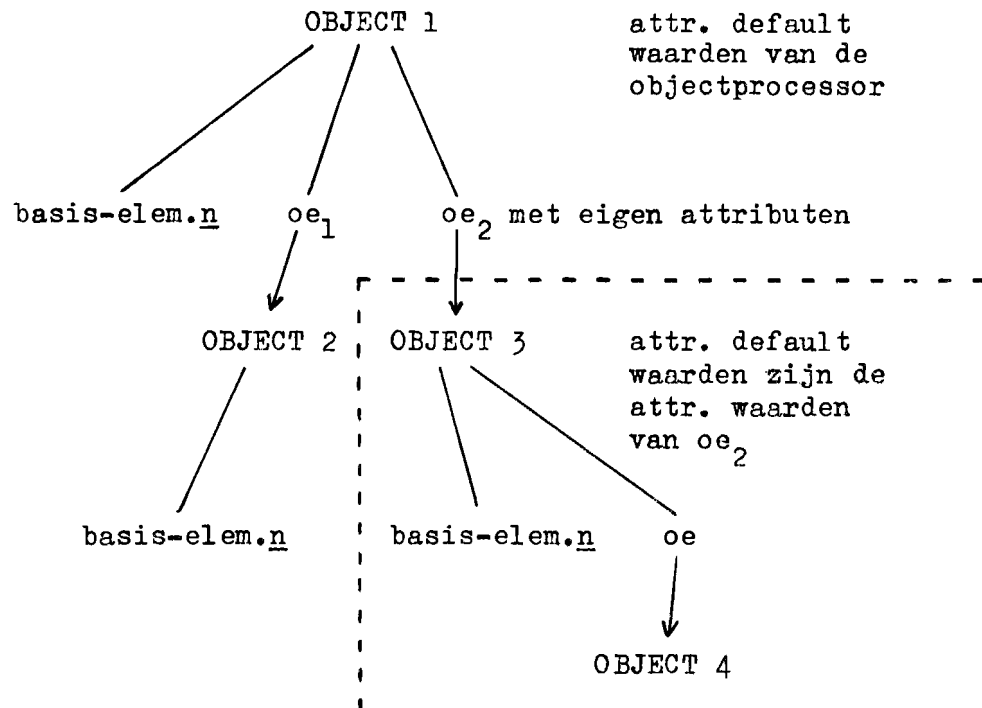 OBJECT 1
attr. default
waarden van de
objectprocessor
basis-elem.n
oe1
oe2 met eigen attributen
OBJECT 2
OBJECT 3
attr. default
waarden zijn de
attr. waarden
van oe2
basis-elem.n
basis-elem.n
oe
OBJECT 4